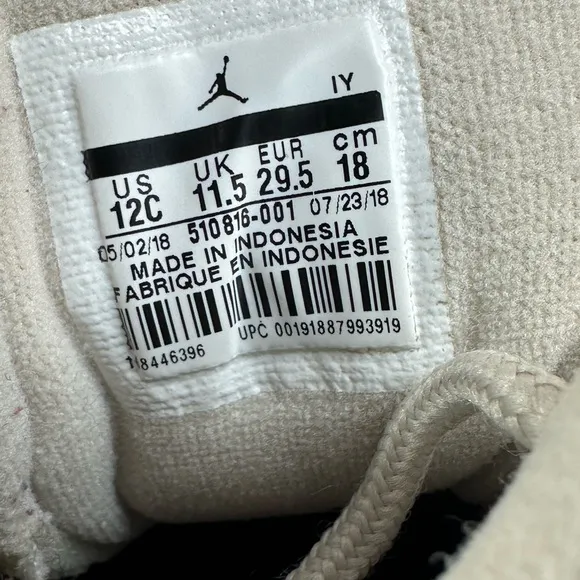 IY
US UK EUR cm
12C 11.5 29.5 18
05/02/18 510816-001 07/23/18
MADE IN INDONESIA
FABRIQUE EN INDONESIE
UPC 00191887993919